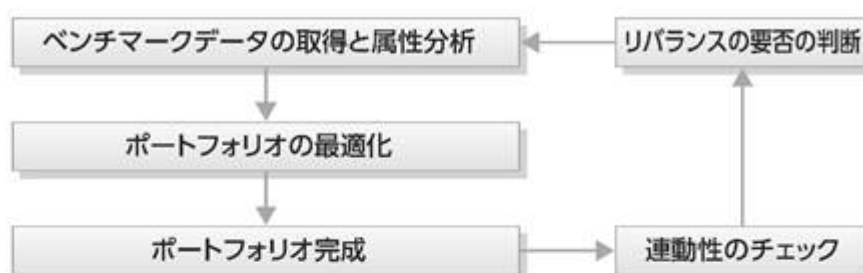 ベンチマークデータの取得と属性分析
リバランスの要否の判断
ポートフォリオの最適化
ポートフォリオ完成
連動性のチェック